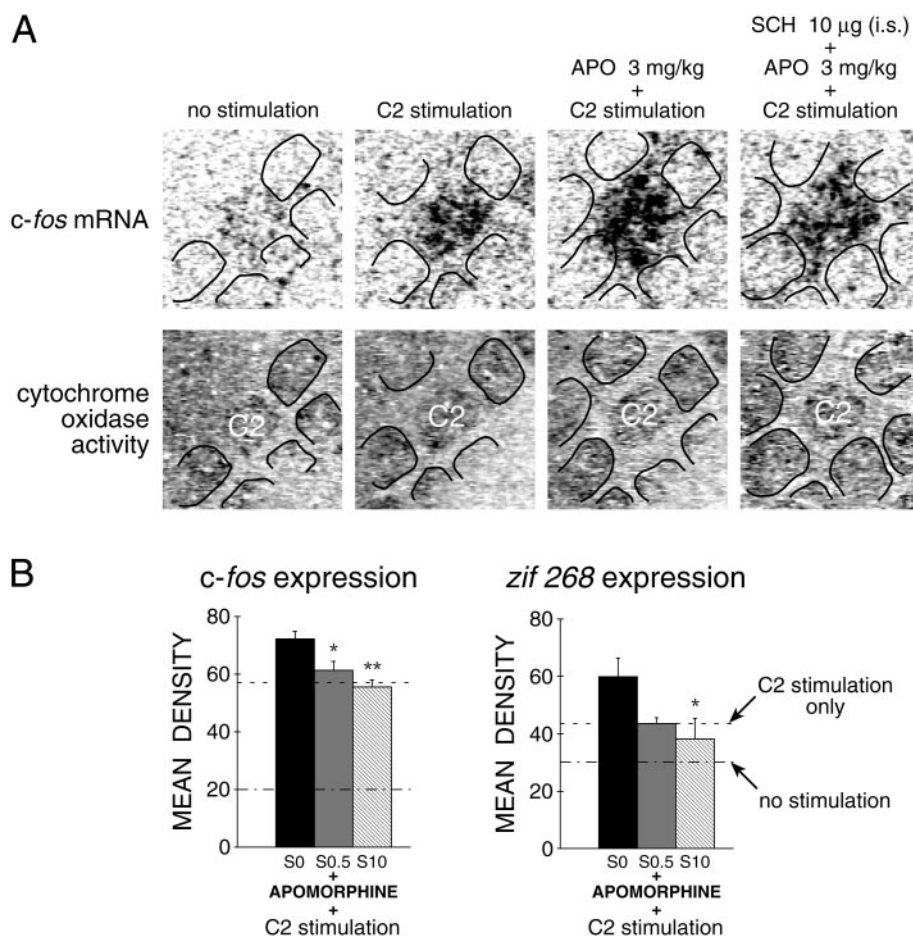 A
SCH 10 µg (i.s.)
+
APO 3 mg/kg
+
C2 stimulation
APO 3 mg/kg
+
C2 stimulation
no stimulation
C2 stimulation
c-fos mRNA
cytochrome
oxidase
activity
C2
C2
C2
C2
B
c-fos expression
MEAN DENSITY
80
60
40
20
0
*
**
S0 S0.5 S10
+
APOMORPHINE
+
C2 stimulation
zif 268 expression
MEAN DENSITY
80
60
40
20
0
*
C2 stimulation
only
no stimulation
S0 S0.5 S10
+
APOMORPHINE
+
C2 stimulation